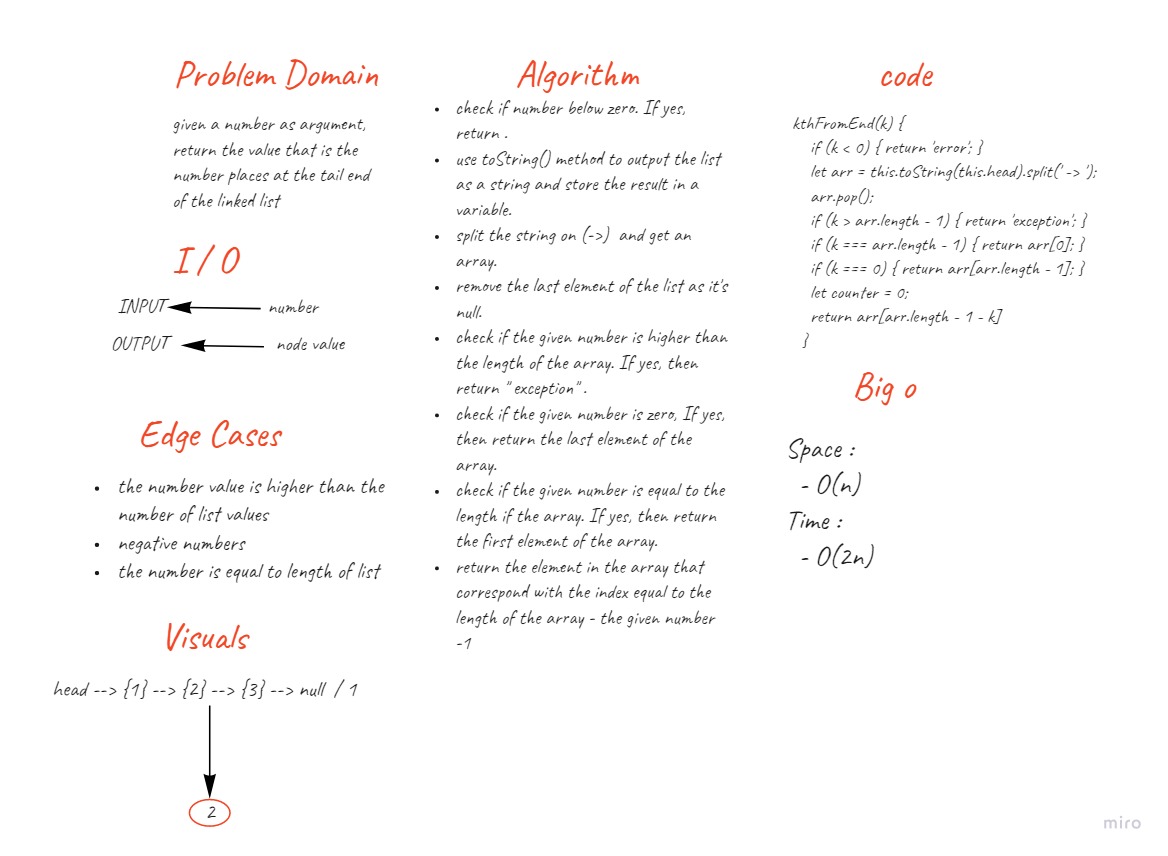 Problem Domain
given a number as argument,
return the value that is the
number places at the tail end
of the linked list
I / O
INPUT number
OUTPUT node value
Edge Cases
• the number value is higher than the
number of list values
• negative numbers
• the number is equal to length of list
Visuals
head --> {1} --> {2} --> {3} --> null / 1
2
Algorithm
• check if number below zero. If yes,
return .
• use toString() method to output the list
as a string and store the result in a
variable.
• split the string on (->) and get an
array.
• remove the last element of the list as it's
null.
• check if the given number is higher than
the length of the array. If yes, then
return "exception" .
• check if the given number is zero, If yes,
then return the last element of the
array.
• check if the given number is equal to the
length if the array. If yes, then return
the first element of the array.
• return the element in the array that
correspond with the index equal to the
length of the array - the given number
-1
code
kthFromEnd(k) {
if (k < 0) { return 'error'; }
let arr = this.toString(this.head).split(' -> ');
arr.pop();
if (k > arr.length - 1) { return 'exception'; }
if (k === arr.length - 1) { return arr[0]; }
if (k === 0) { return arr[arr.length - 1]; }
let counter = 0;
return arr[arr.length - 1 - k]
}
Big o
Space :
- O(n)
Time :
- O(2n)
miro